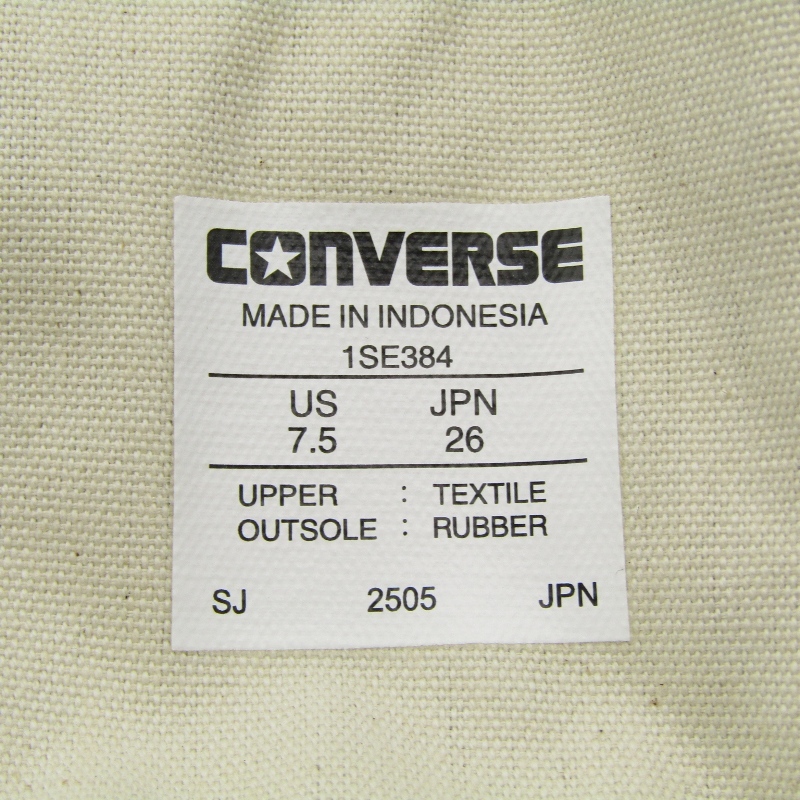 CONVERSE
MADE IN INDONESIA
1SE384
US JPN
7.5 26
UPPER : TEXTILE
OUTSOLE : RUBBER
SJ 2505 JPN